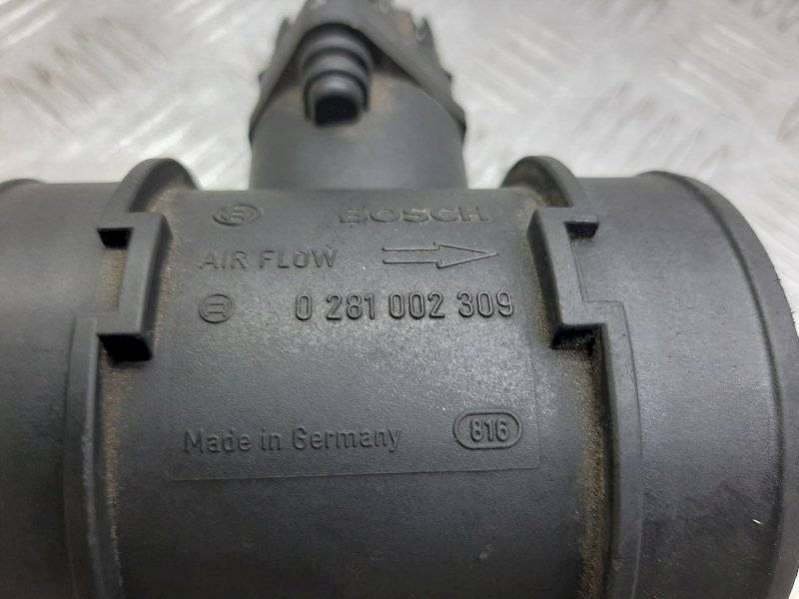 BOSCH
AIR FLOW
0 281 002 309
Made in Germany 816